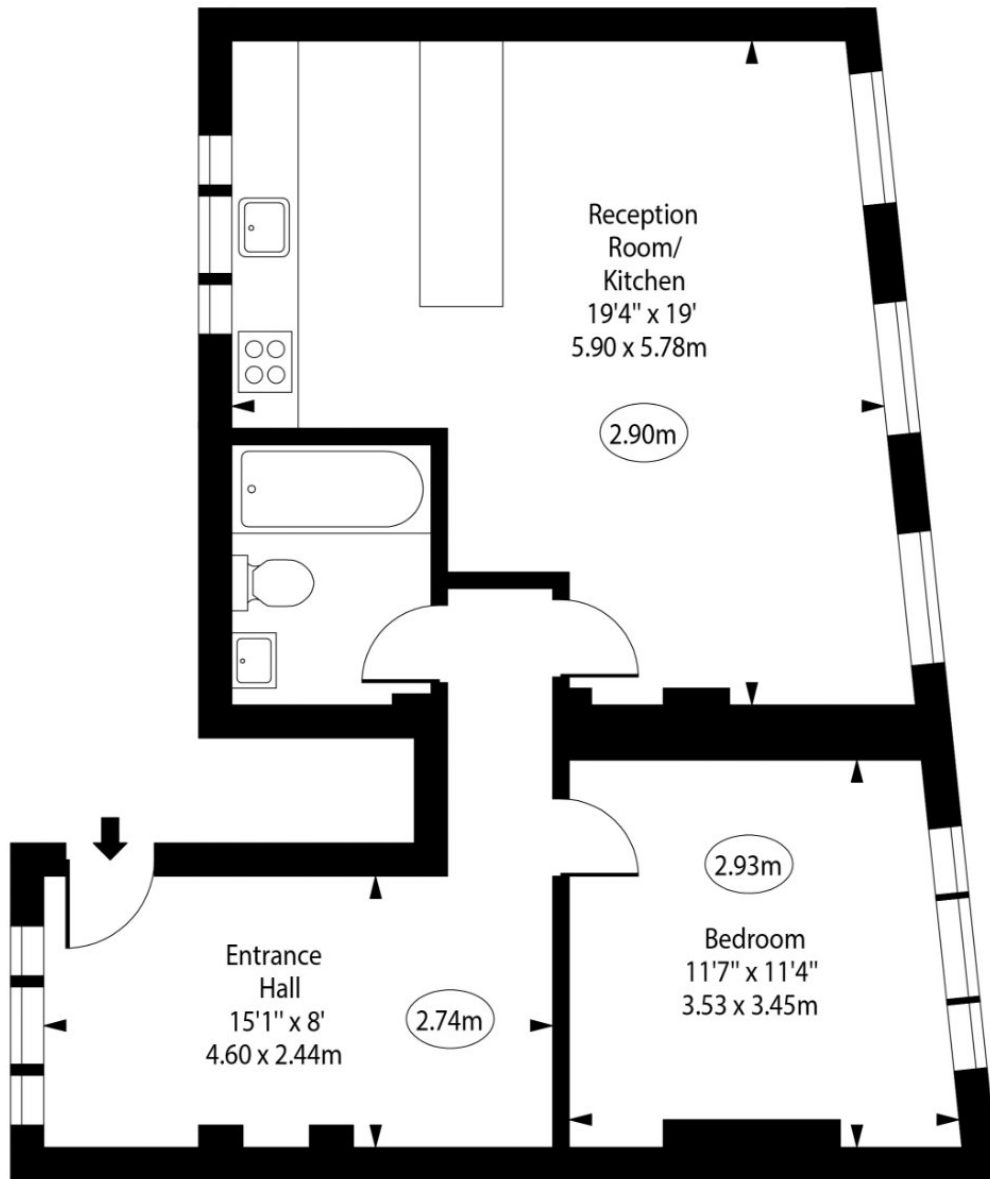 Reception
Room/
Kitchen
19'4" x 19'
5.90 x 5.78m
2.90m
2.93m
Bedroom
11'7" x 11'4"
3.53 x 3.45m
Entrance
Hall
15'1" x 8'
4.60 x 2.44m
2.74m